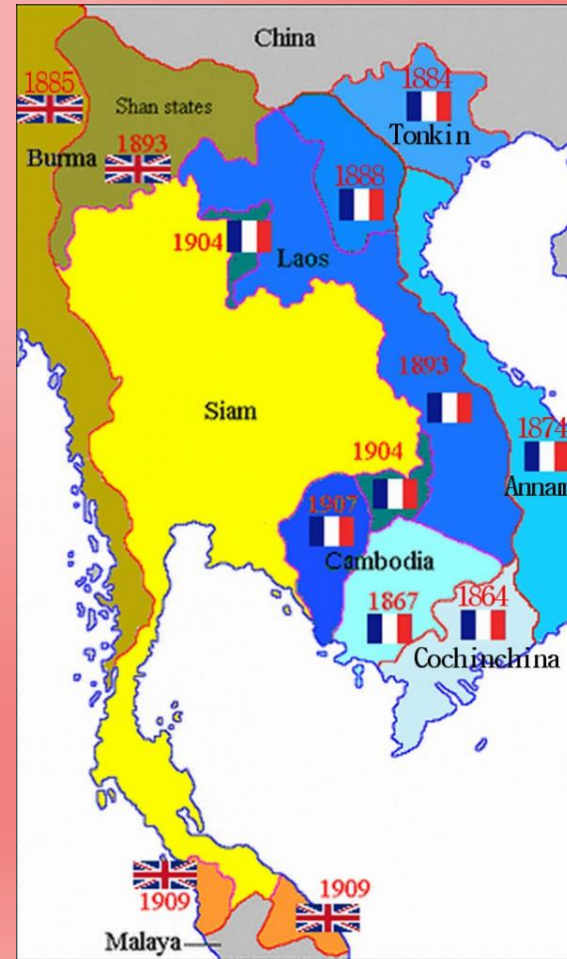 China
1885
1884
Shan states
Tonkin
Burma
1893
1888
1904
Laos
1893
Siam
1904
1874
Annam
1907
Cambodia
1867
1864
Cochinchina
1909
1909
Malaya